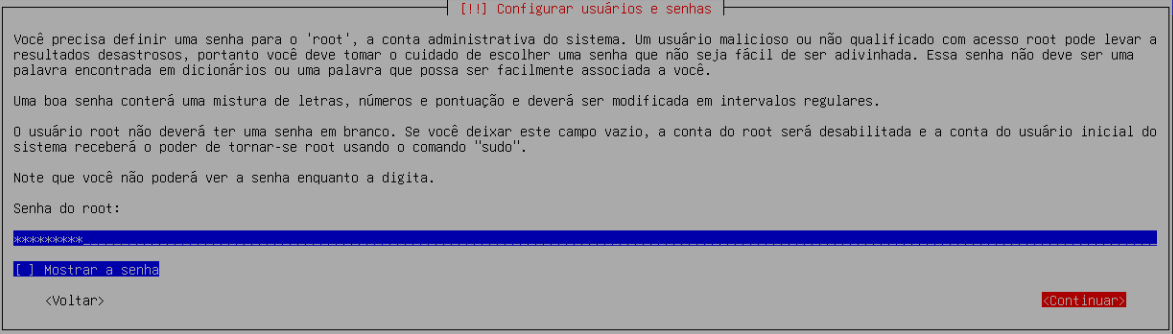 [!!] Configurar usuários e senhas
Você precisa definir uma senha para o 'root', a conta administrativa do sistema. Um usuário malicioso ou não qualificado com acesso root pode levar a
resultados desastrosos, portanto você deve tomar o cuidado de escolher uma senha que não seja fácil de ser adivinhada. Essa senha não deve ser uma
palavra encontrada em dicionários ou uma palavra que possa ser facilmente associada a você.
Uma boa senha conterá uma mistura de letras, números e pontuação e deverá ser modificada em intervalos regulares.
O usuário root não deverá ter uma senha em branco. Se você deixar este campo vazio, a conta do root será desabilitada e a conta do usuário inicial do
sistema receberá o poder de tornar-se root usando o comando "sudo".
Note que você não poderá ver a senha enquanto a digita.
Senha do root:
*********
[ ] Mostrar a senha
<Voltar> <Continuar>